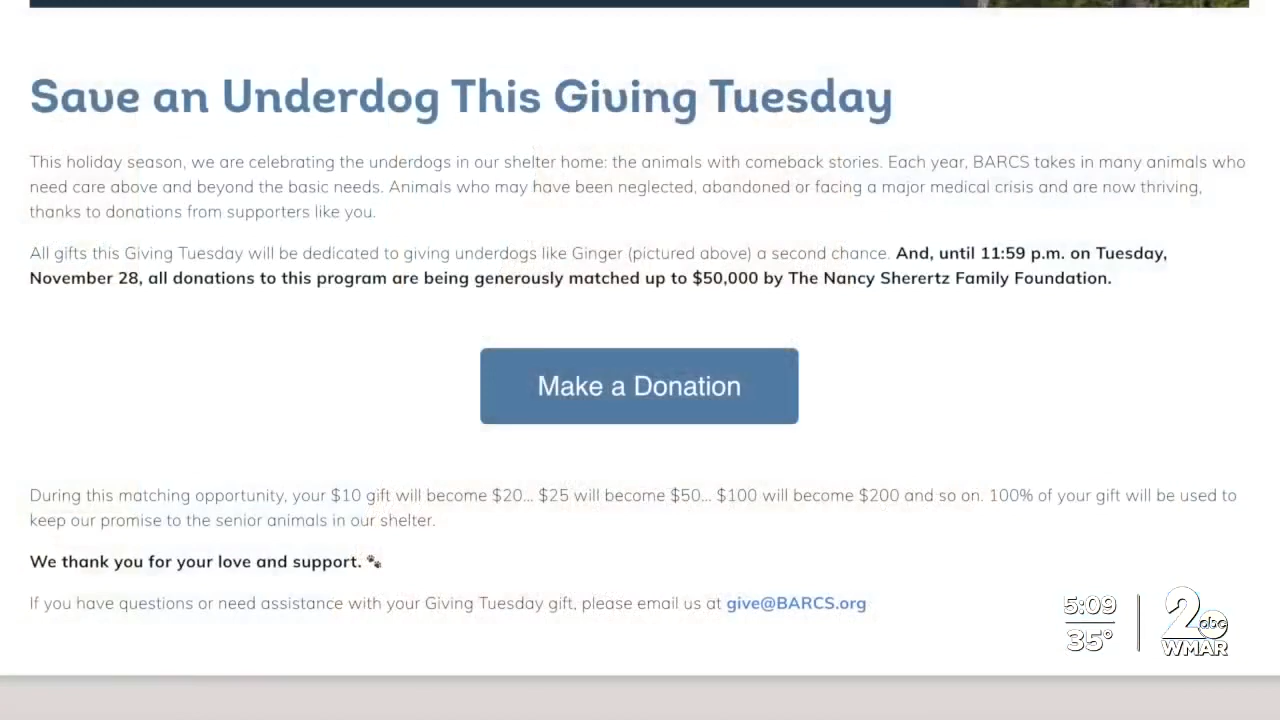 Save an Underdog This Giving Tuesday
This holiday season, we are celebrating the underdogs in our shelter home: the animals with comeback stories. Each year, BARCS takes in many animals who
need care above and beyond the basic needs. Animals who may have been neglected, abandoned or facing a major medical crisis and are now thriving,
thanks to donations from supporters like you.
All gifts this Giving Tuesday will be dedicated to giving underdogs like Ginger (pictured above) a second chance. And, until 11:59 p.m. on Tuesday,
November 28, all donations to this program are being generously matched up to $50,000 by The Nancy Sherertz Family Foundation.
Make a Donation
During this matching opportunity, your $10 gift will become $20... $25 will become $50... $100 will become $200 and so on. 100% of your gift will be used to
keep our promise to the senior animals in our shelter.
We thank you for your love and support. 🐾
If you have questions or need assistance with your Giving Tuesday gift, please email us at give@BARCS.org
5:09
35°
2 abc
WMAR